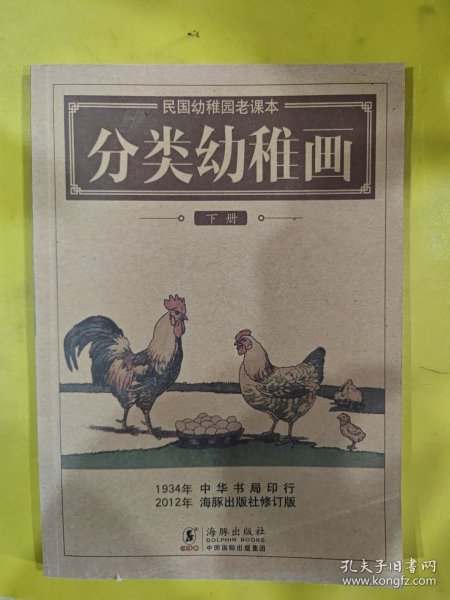 民国幼稚园老课本
分类幼稚画
下册
1934年 中华书局印行
2012年 海豚出版社修订版
海豚出版社
DOLPHIN BOOKS
CIPG 中国国际出版集团
孔夫子旧书网
www.kongfz.com